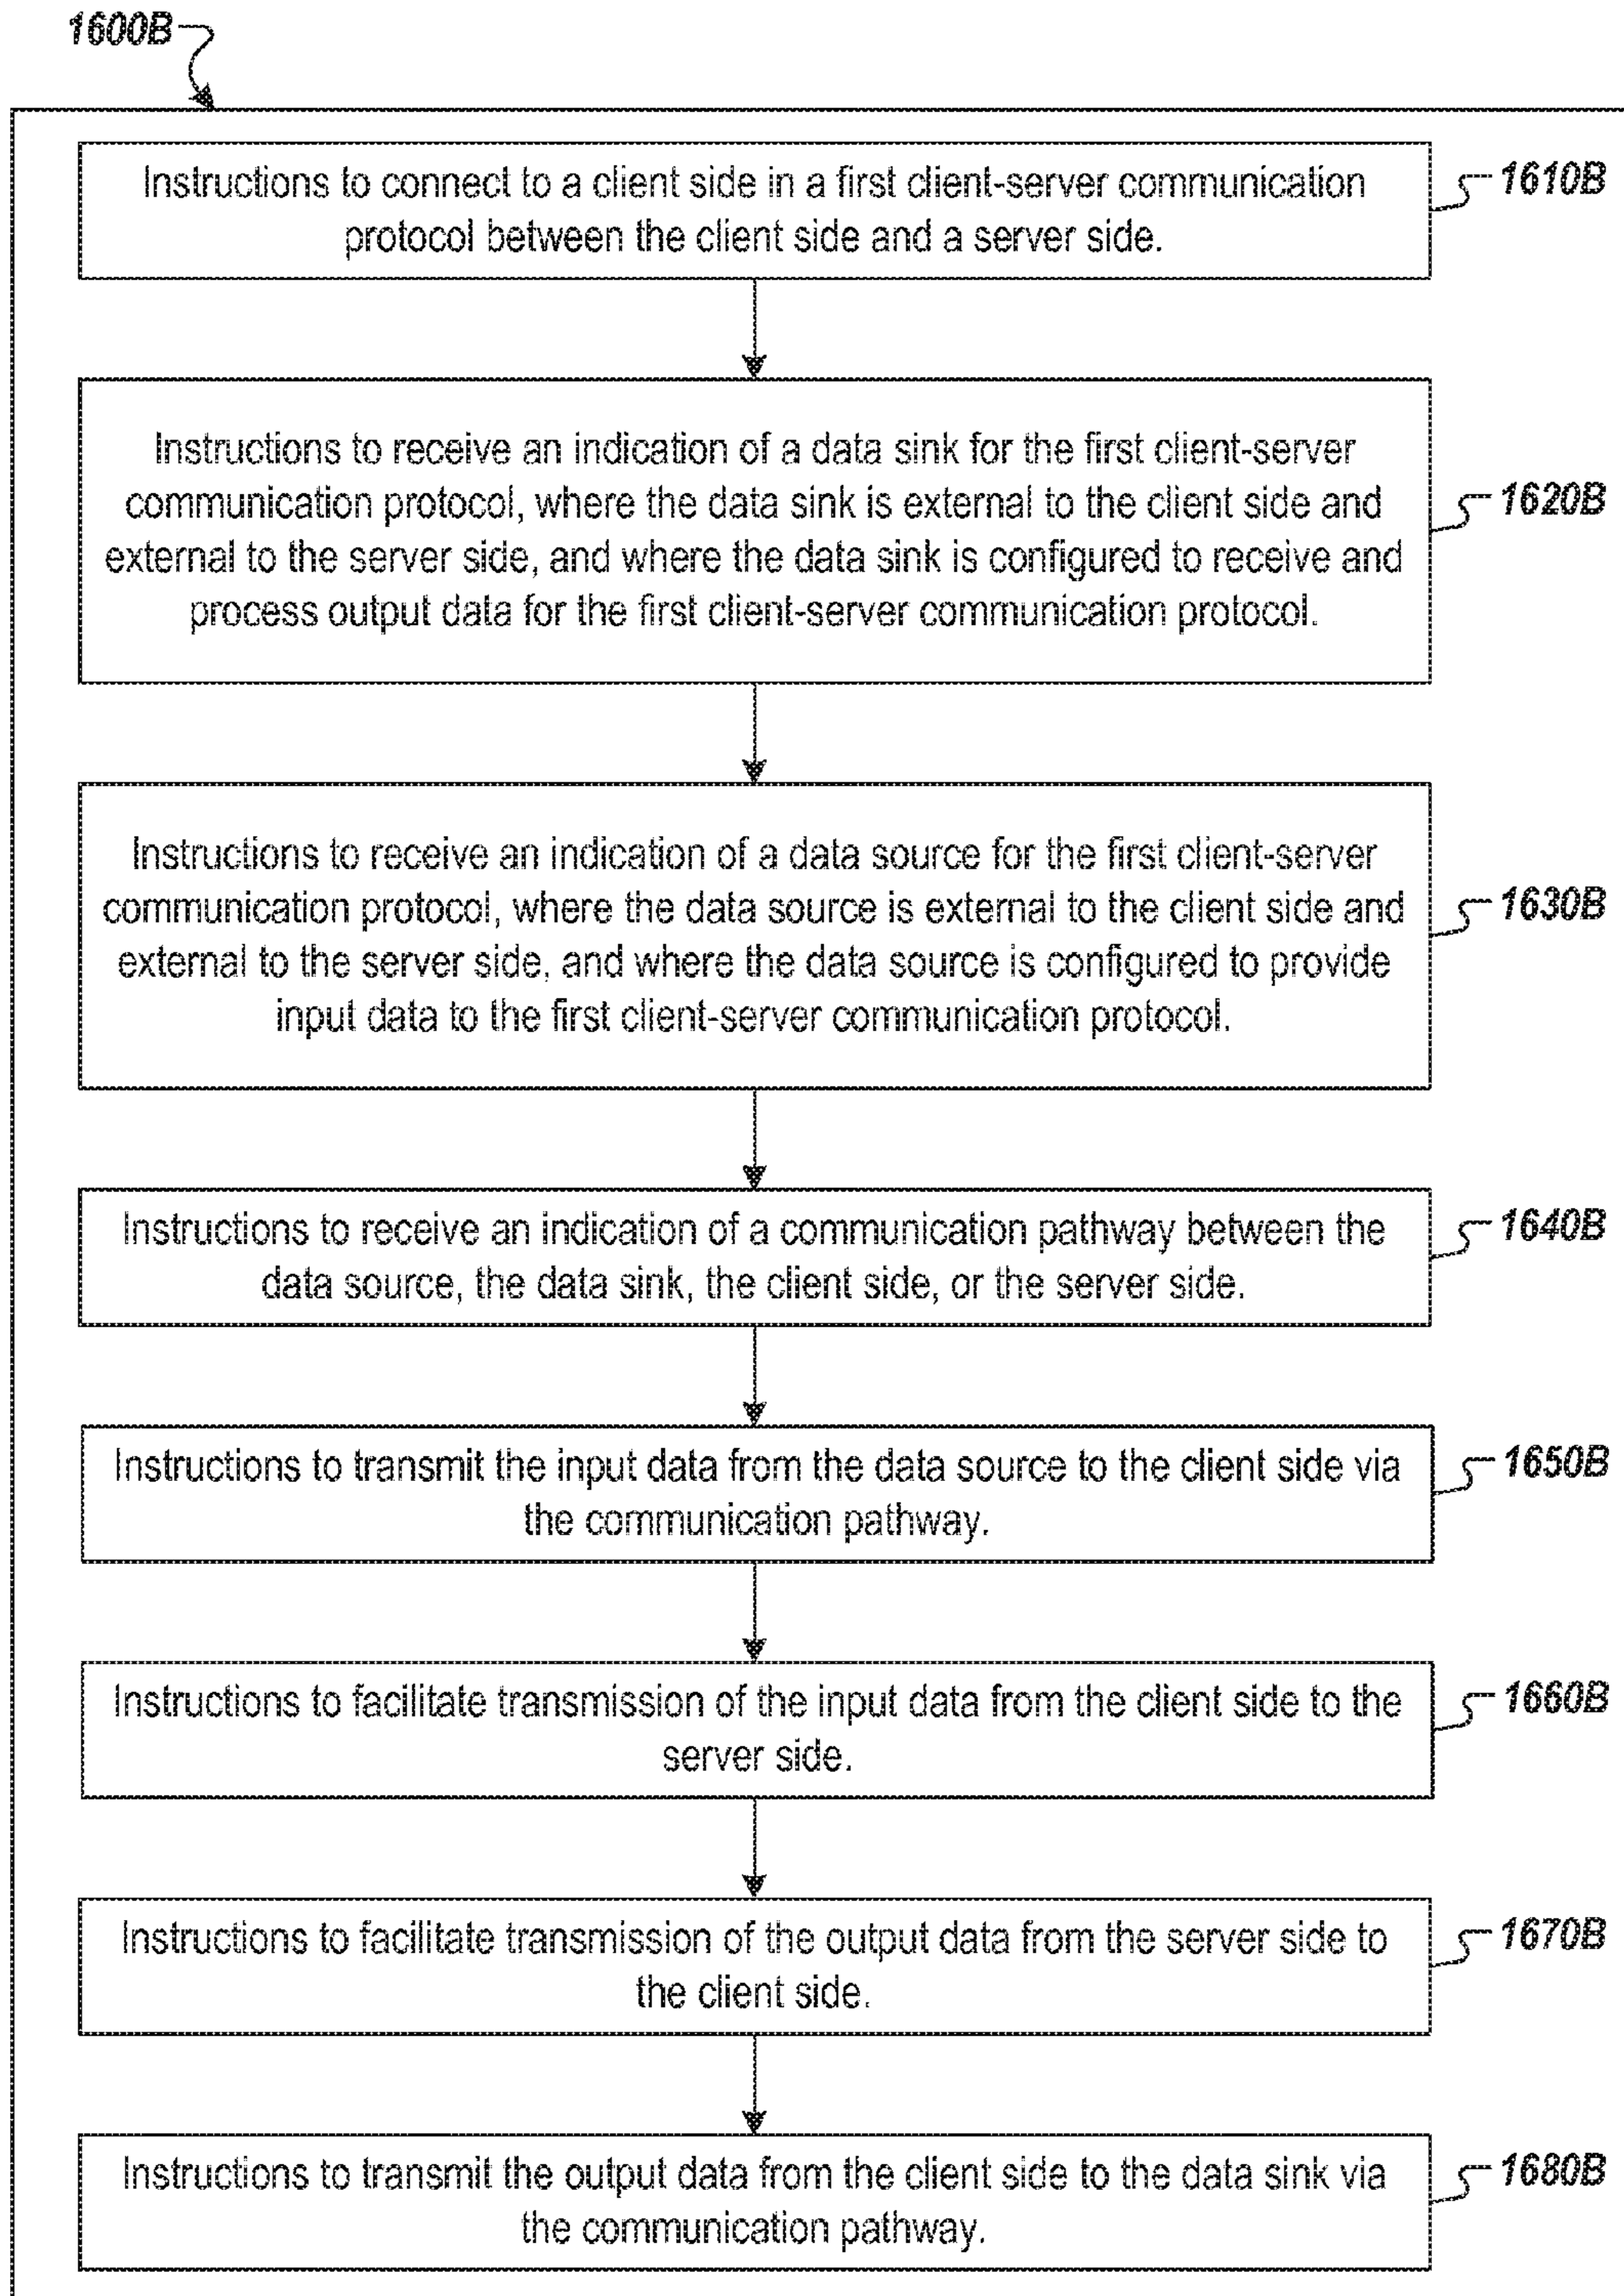 1600B
Instructions to connect to a client side in a first client-server communication
protocol between the client side and a server side.
1610B
Instructions to receive an indication of a data sink for the first client-server
communication protocol, where the data sink is external to the client side and
external to the server side, and where the data sink is configured to receive and
process output data for the first client-server communication protocol.
1620B
Instructions to receive an indication of a data source for the first client-server
communication protocol, where the data source is external to the client side and
external to the server side, and where the data source is configured to provide
input data to the first client-server communication protocol.
1630B
Instructions to receive an indication of a communication pathway between the
data source, the data sink, the client side, or the server side.
1640B
Instructions to transmit the input data from the data source to the client side via
the communication pathway.
1650B
Instructions to facilitate transmission of the input data from the client side to the
server side.
1660B
Instructions to facilitate transmission of the output data from the server side to
the client side.
1670B
Instructions to transmit the output data from the client side to the data sink via
the communication pathway.
1680B